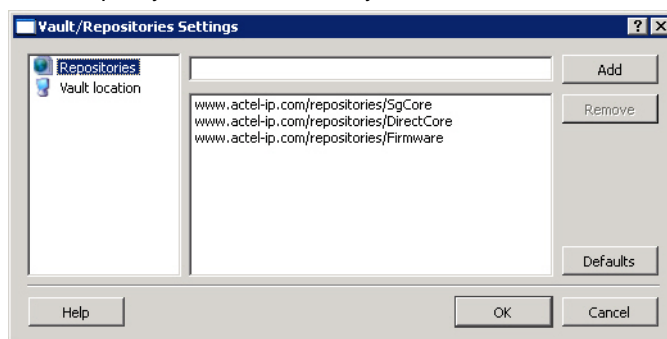 Vault/Repositories Settings
Repositories
Vault location
Add
www.actel-ip.com/repositories/SgCore
www.actel-ip.com/repositories/DirectCore
www.actel-ip.com/repositories/Firmware
Remove
Defaults
Help
OK
Cancel